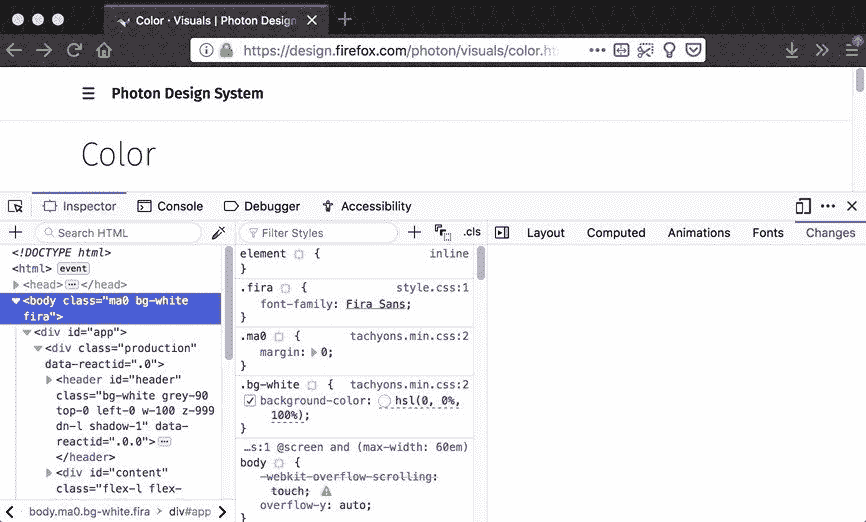 Color · Visuals | Photon Design
https://design.firefox.com/photon/visuals/color.h
Photon Design System
Color
Inspector Console Debugger Accessibility
Search HTML
Filter Styles .cls Layout Computed Animations Fonts Changes
<!DOCTYPE html>
<html> event
<head> </head>
<body class="ma0 bg-white
fira">
<div id="app">
<div class="production"
data-reactid=".0">
<header id="header"
class="bg-white grey-90
top-0 left-0 w-100 z-999
dn-l shadow-1" data-
reactid=".0.0">
</header>
<div id="content"
class="flex-l flex-
body.ma0.bg-white.fira > div#app
element { inline
}
.fira { style.css:1
font-family: Fira Sans;
}
.ma0 { tachyons.min.css:2
margin: 0;
}
.bg-white { tachyons.min.css:2
background-color: hsl(0, 0%,
100%);
}
…s:1 @screen and (max-width: 60em)
body {
-webkit-overflow-scrolling:
touch;
overflow-y: auto;
}